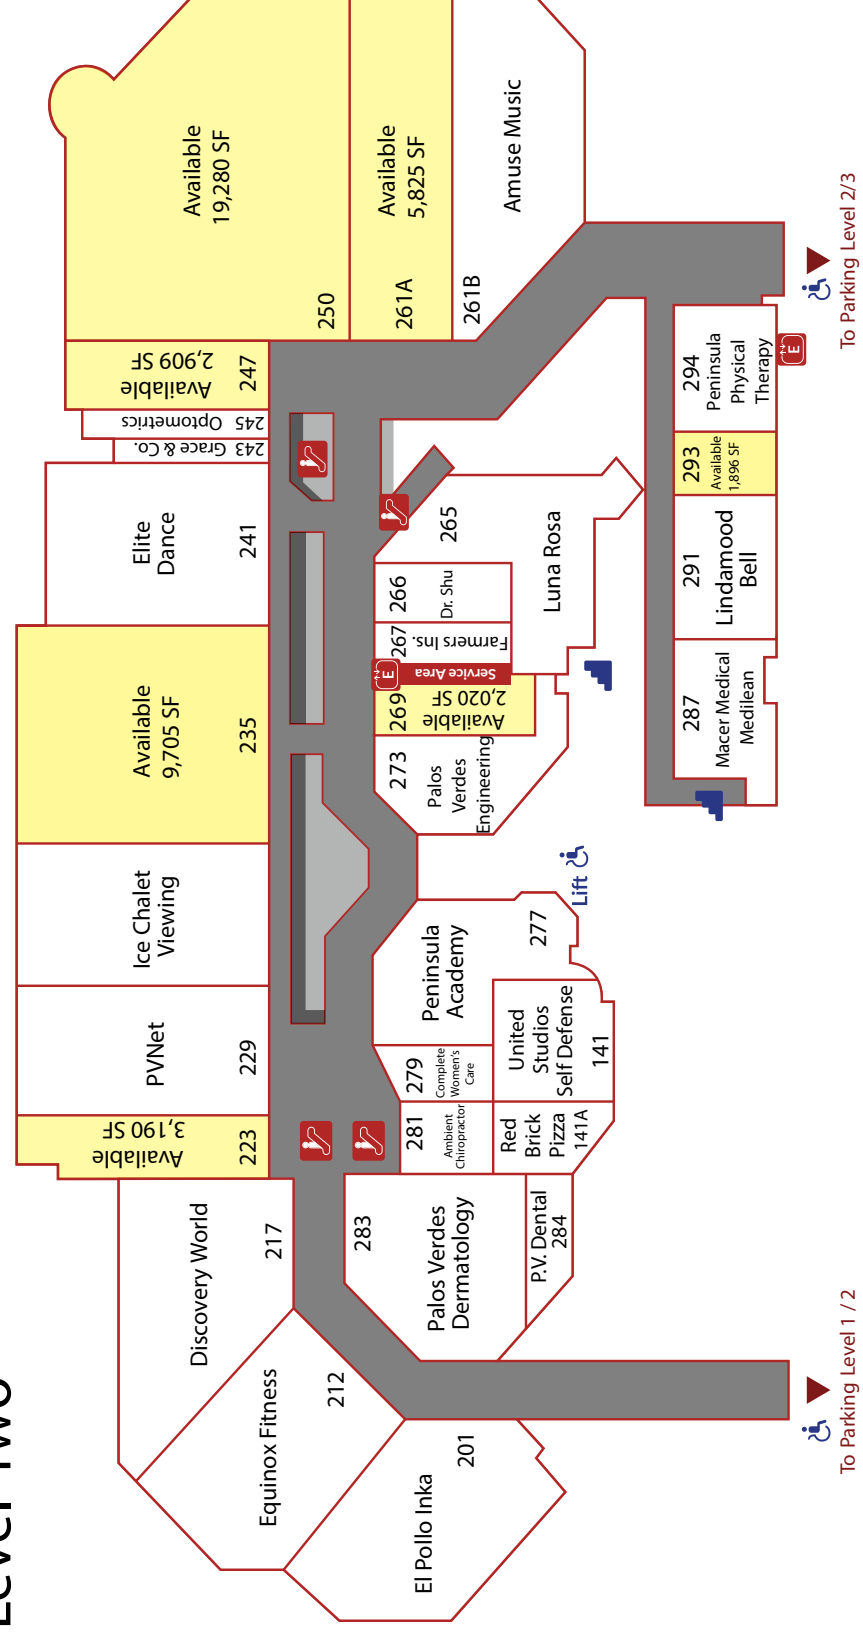 Level Two
Available
19,280 SF
250
Available
5,825 SF
261A
Amuse Music
261B
Available
2,909 SF
247
245 Optometrics
243 Grace & Co.
Elite
Dance
241
Available
9,705 SF
235
Ice Chalet
Viewing
PVNet
229
Available
3,190 SF
223
Discovery World
217
Equinox Fitness
212
El Pollo Inka
201
265
Luna Rosa
266
Dr. Shu
267
Farmers Ins.
E
Service Area
269
Available
2,020 SF
273
Palos
Verdes
Engineering
Lift
Peninsula
Academy
277
279
Complete
Women's
Care
United
Studios
Self Defense
141
281
Ambient
Chiropractor
Red
Brick
Pizza
141A
283
Palos Verdes
Dermatology
P.V. Dental
284
294
Peninsula
Physical
Therapy
E
293
Available
1,896 SF
291
Lindamood
Bell
287
Macer Medical
Medilean
To Parking Level 2/3
To Parking Level 1 / 2